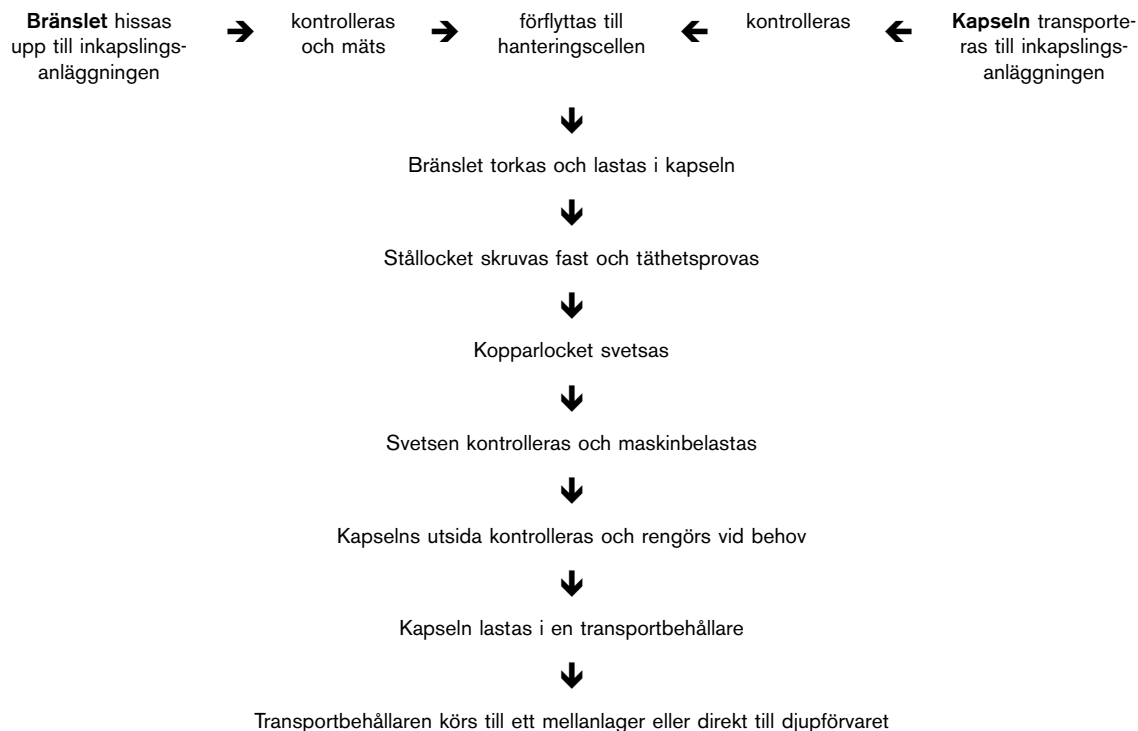 Bränslet hissas
upp till inkapslings-
anläggningen
kontrolleras
och mäts
förflyttas till
hanteringscellen
kontrolleras
Kapseln transporte-
ras till inkapslings-
anläggningen
Bränslet torkas och lastas i kapseln
Stållocket skruvas fast och täthetsprovas
Kopparlocket svetsas
Svetsen kontrolleras och maskinbelastas
Kapselns utsida kontrolleras och rengörs vid behov
Kapseln lastas i en transportbehållare
Transportbehållaren körs till ett mellanlager eller direkt till djupförvaret